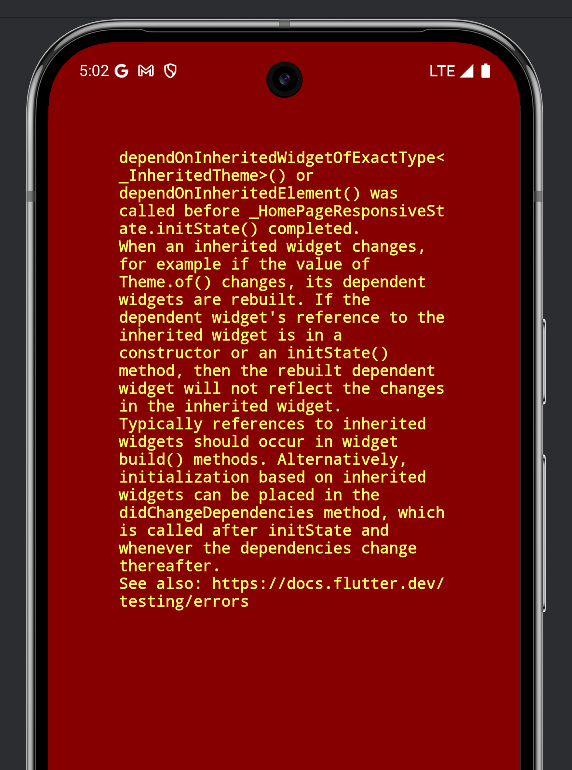 5:02
LTE
dependOnInheritedWidgetOfExactType<
_InheritedTheme>() or
dependOnInheritedElement() was
called before _HomePageResponsiveSt
ate.initState() completed.
When an inherited widget changes,
for example if the value of
Theme.of() changes, its dependent
widgets are rebuilt. If the
dependent widget's reference to the
inherited widget is in a
constructor or an initState()
method, then the rebuilt dependent
widget will not reflect the changes
in the inherited widget.
Typically references to inherited
widgets should occur in widget
build() methods. Alternatively,
initialization based on inherited
widgets can be placed in the
didChangeDependencies method, which
is called after initState and
whenever the dependencies change
thereafter.
See also: https://docs.flutter.dev/
testing/errors